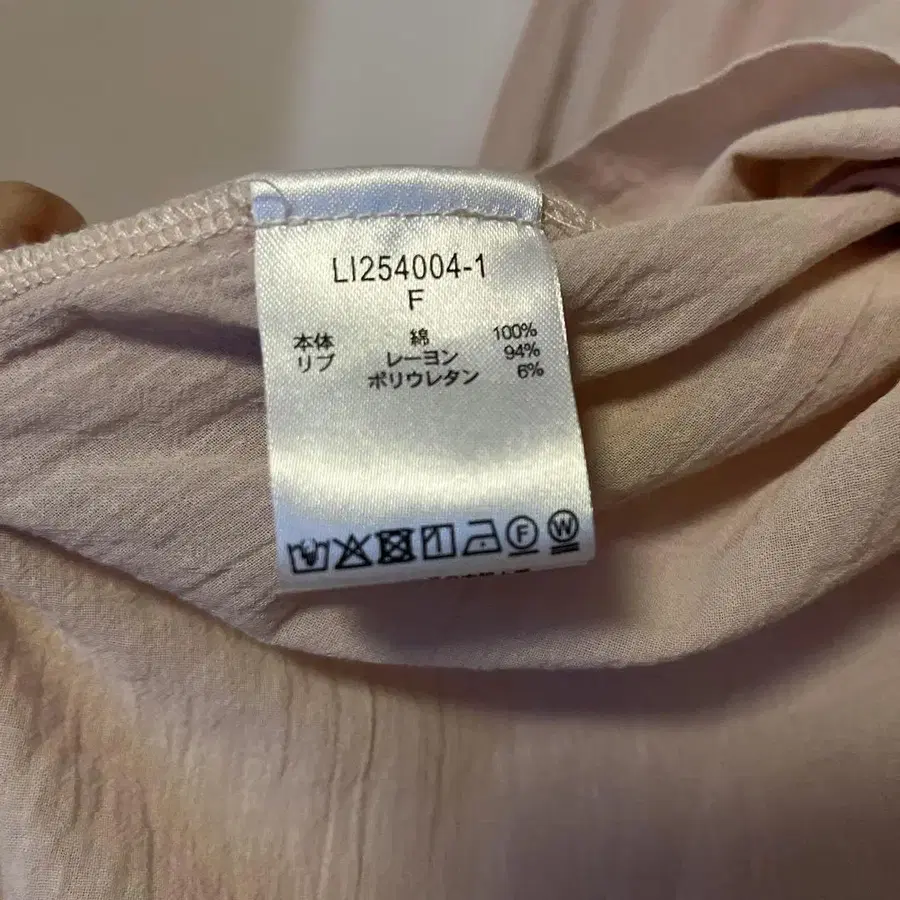 LI254004-1
F
本体 綿 100%
リブ レーヨン 94%
ポリウレタン 6%
F W